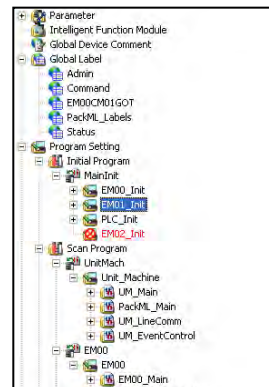 Parameter
Intelligent Function Module
Global Device Comment
Global Label
Admin
Command
EM00CM01GOT
PackML_Labels
Status
Program Setting
Initial Program
MainInit
EM00_Init
EM01_Init
PLC_Init
EM02_Init
Scan Program
UnitMach
Unit_Machine
UM_Main
PackML_Main
UM_LineComm
UM_EventControl
EM00
EM00
EM00_Main